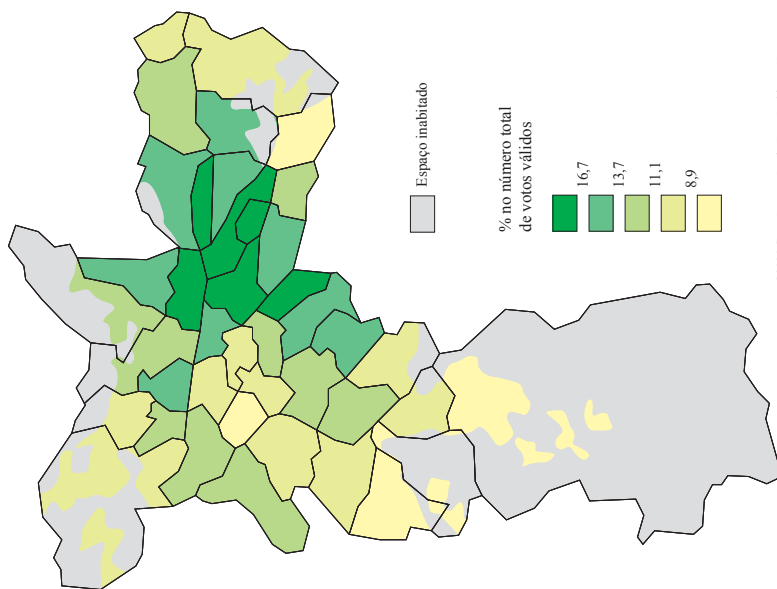 Espaço inabitado
% no número total
de votos válidos
16,7
13,7
11,1
8,9